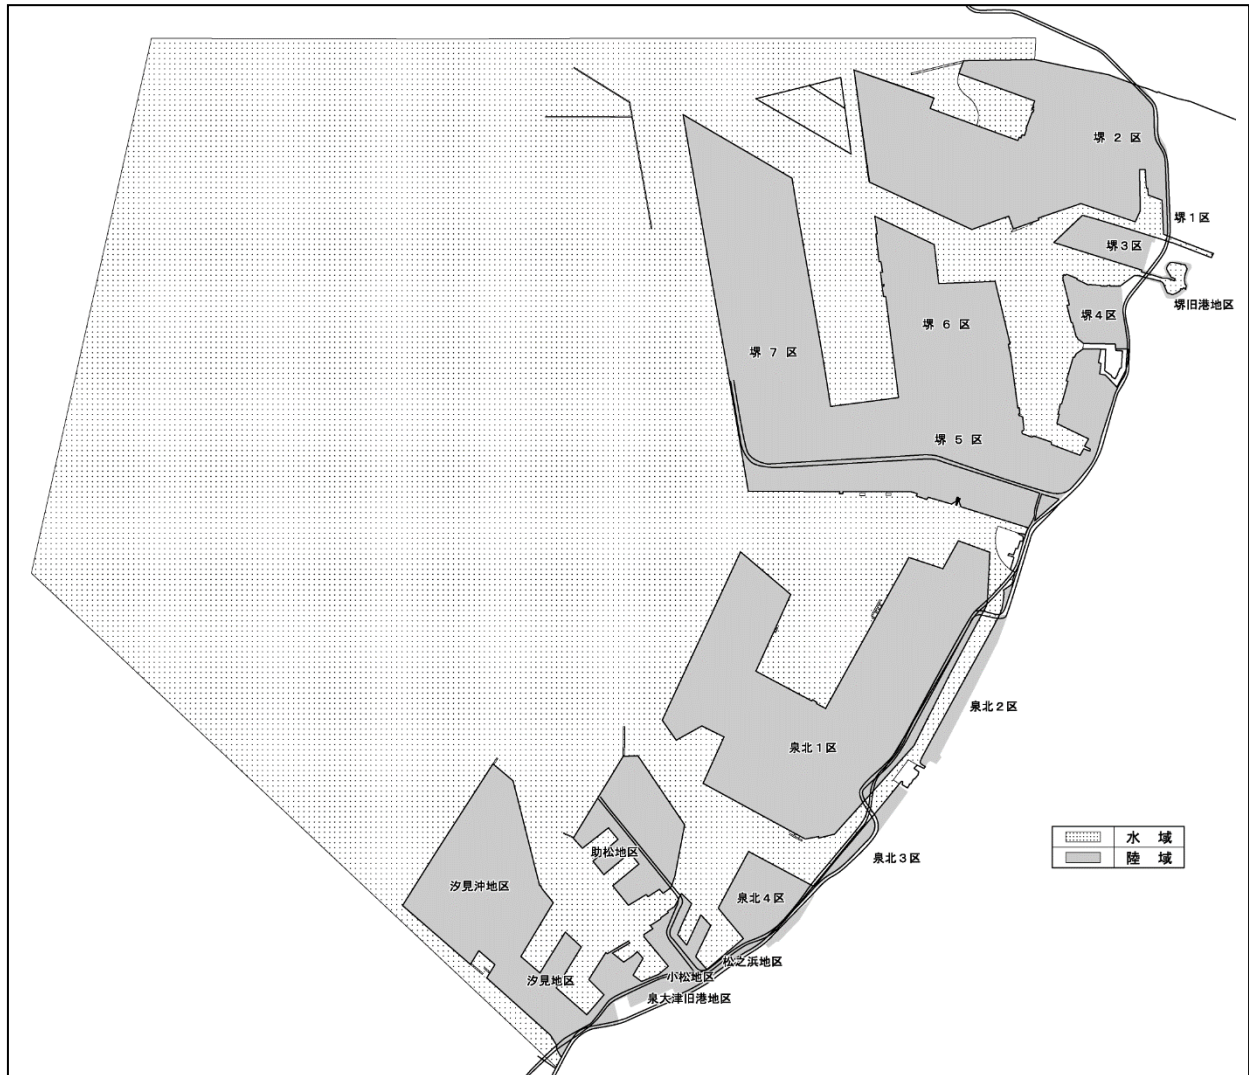 堺 2 区
堺 1 区
堺 3 区
堺旧港地区
堺 4 区
堺 6 区
堺 7 区
堺 5 区
泉北 2 区
泉北 1 区
泉北 3 区
水 域
陸 域
助松地区
汐見沖地区
泉北 4 区
松之浜地区
小松地区
汐見地区
泉大津旧港地区